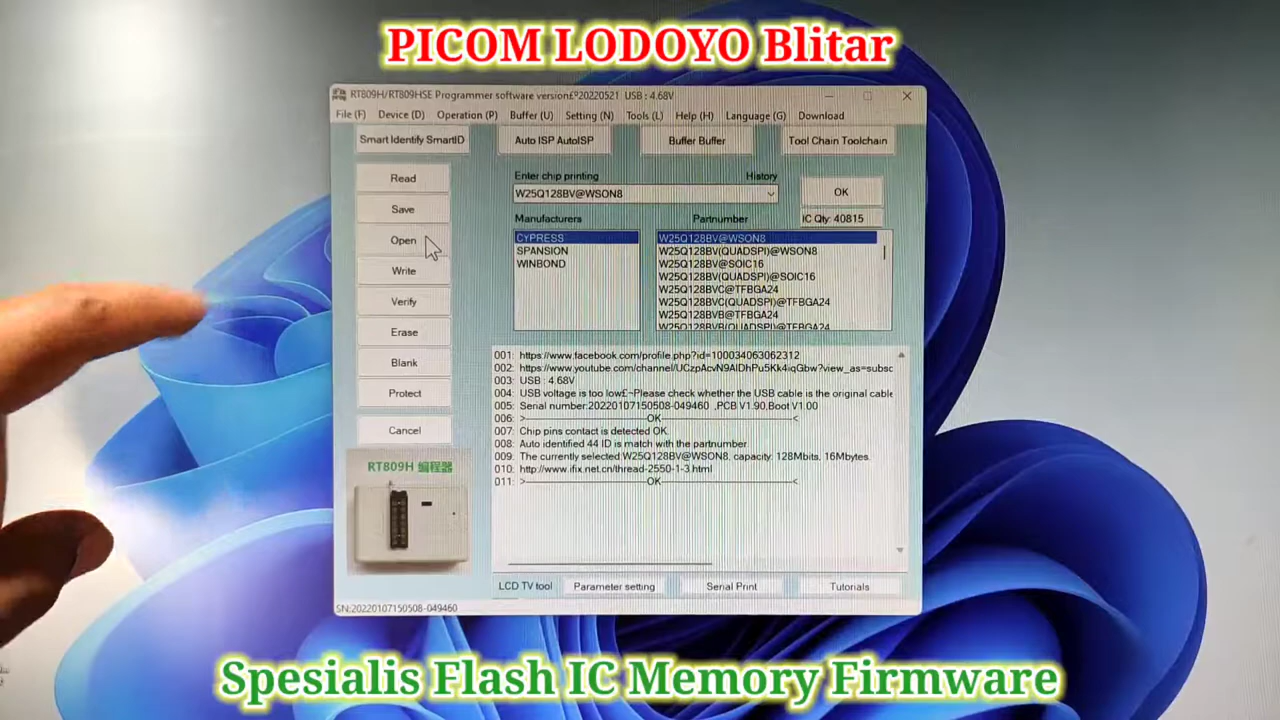 PICOM LODOYO Blitar
RT809H/RT809HSE Programmer software version£º20220521 USB : 4.68V
File (F) Device (D) Operation (P) Buffer (U) Setting (N) Tools (L) Help (H) Language (G) Download
Smart Identify SmartID Auto ISP AutoISP Buffer Buffer Tool Chain Toolchain
Read
Save
Open
Write
Verify
Erase
Blank
Protect
Cancel
RT809H 编程器
Enter chip printing History
W25Q128BV@WSON8 OK
IC Qty: 40815
Manufacturers Partnumber
CYPRESS
SPANSION
WINBOND
W25Q128BV@WSON8
W25Q128BV(QUADSPI)@WSON8
W25Q128BV@SOIC16
W25Q128BV(QUADSPI)@SOIC16
W25Q128BVC@TFBGA24
W25Q128BVC(QUADSPI)@TFBGA24
W25Q128BVB@TFBGA24
W25Q128BVB(QUADSPI)@TFBGA24
001: https://www.facebook.com/profile.php?id=100034063062312
002: https://www.youtube.com/channel/UCzpAcvN9AIDhPu5Kk4iqGbw?view_as=subsc
003: USB : 4.68V
004: USB voltage is too low£¬Please check whether the USB cable is the original cable
005: Serial number:20220107150508-049460 ,PCB V1.90,Boot V1.00
006: >---OK---<
007: Chip pins contact is detected OK.
008: Auto identified 44 ID is match with the partnumber.
009: The currently selected:W25Q128BV@WSON8, capacity: 128Mbits, 16Mbytes.
010: http://www.ifix.net.cn/thread-2550-1-3.html
011: >---OK---<
LCD TV tool Parameter setting Serial Print Tutorials
SN:20220107150508-049460
Spesialis Flash IC Memory Firmware